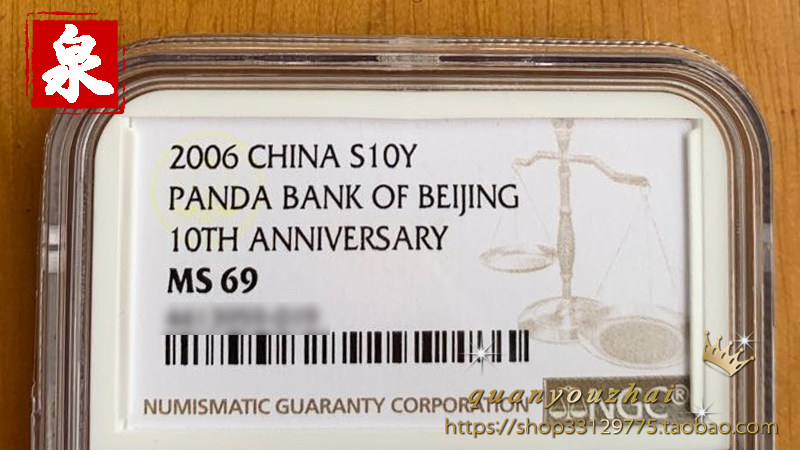 泉
2006 CHINA S10Y
PANDA BANK OF BEIJING
10TH ANNIVERSARY
MS 69
NUMISMATIC GUARANTY CORPORATION
NGC®
quanyouzhai
https://shop33129775.taobao.com